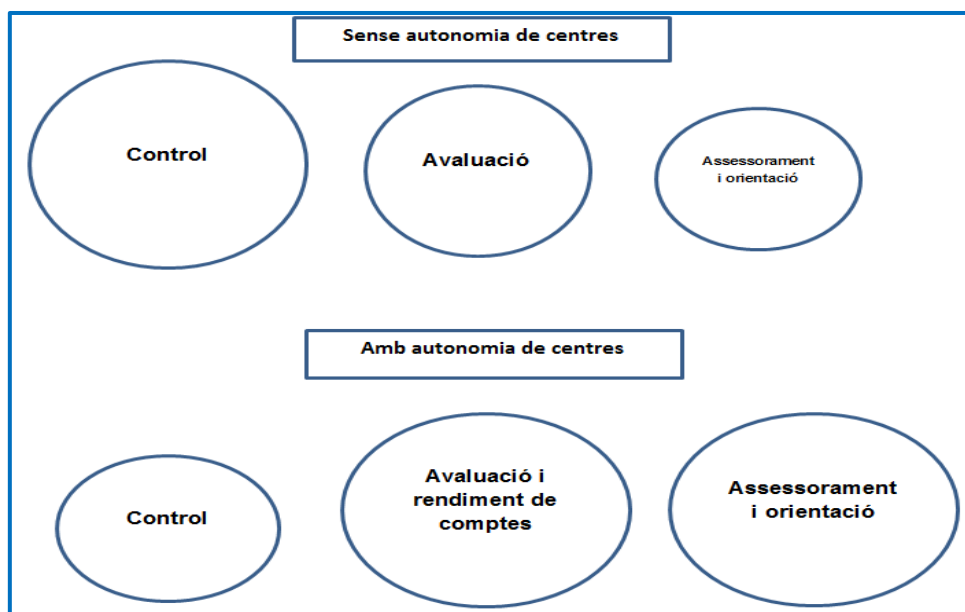 Sense autonomia de centres
Control
Avaluació
Assessorament
i orientació
Amb autonomia de centres
Control
Avaluació i
rendiment de
comptes
Assessorament
i orientació